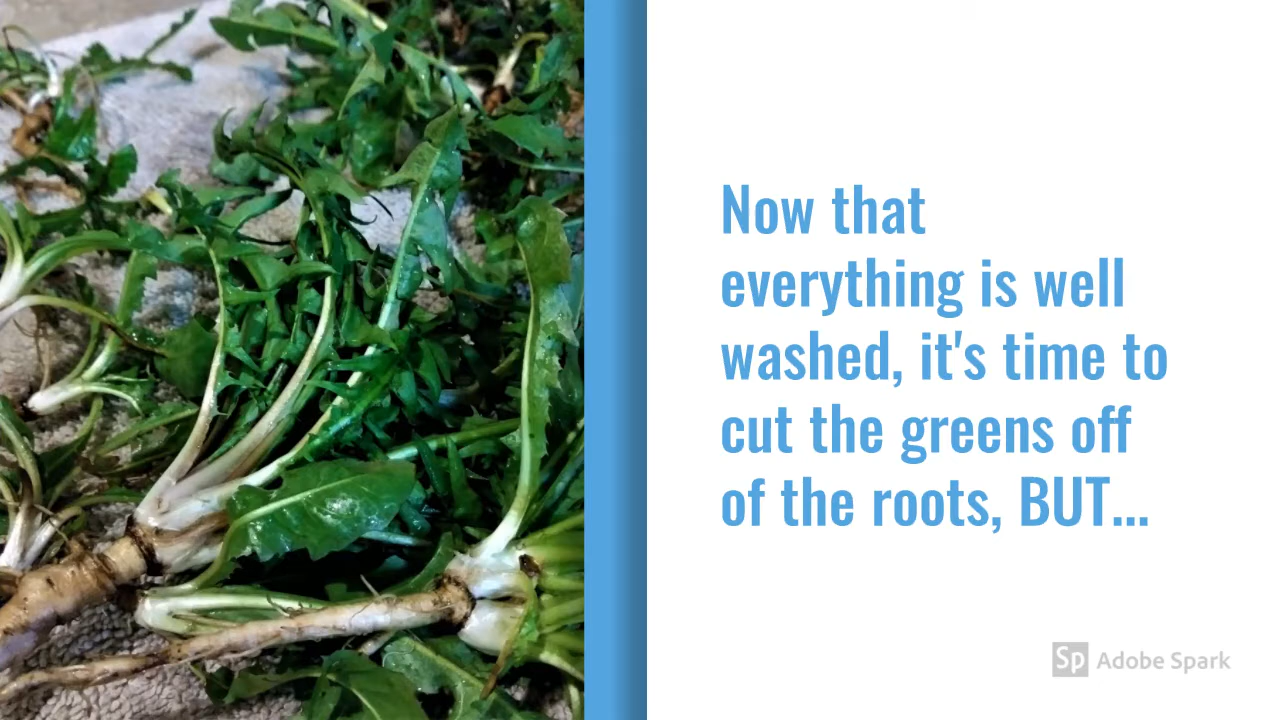 Now that
everything is well
washed, it's time to
cut the greens off
of the roots, BUT...
Sp Adobe Spark